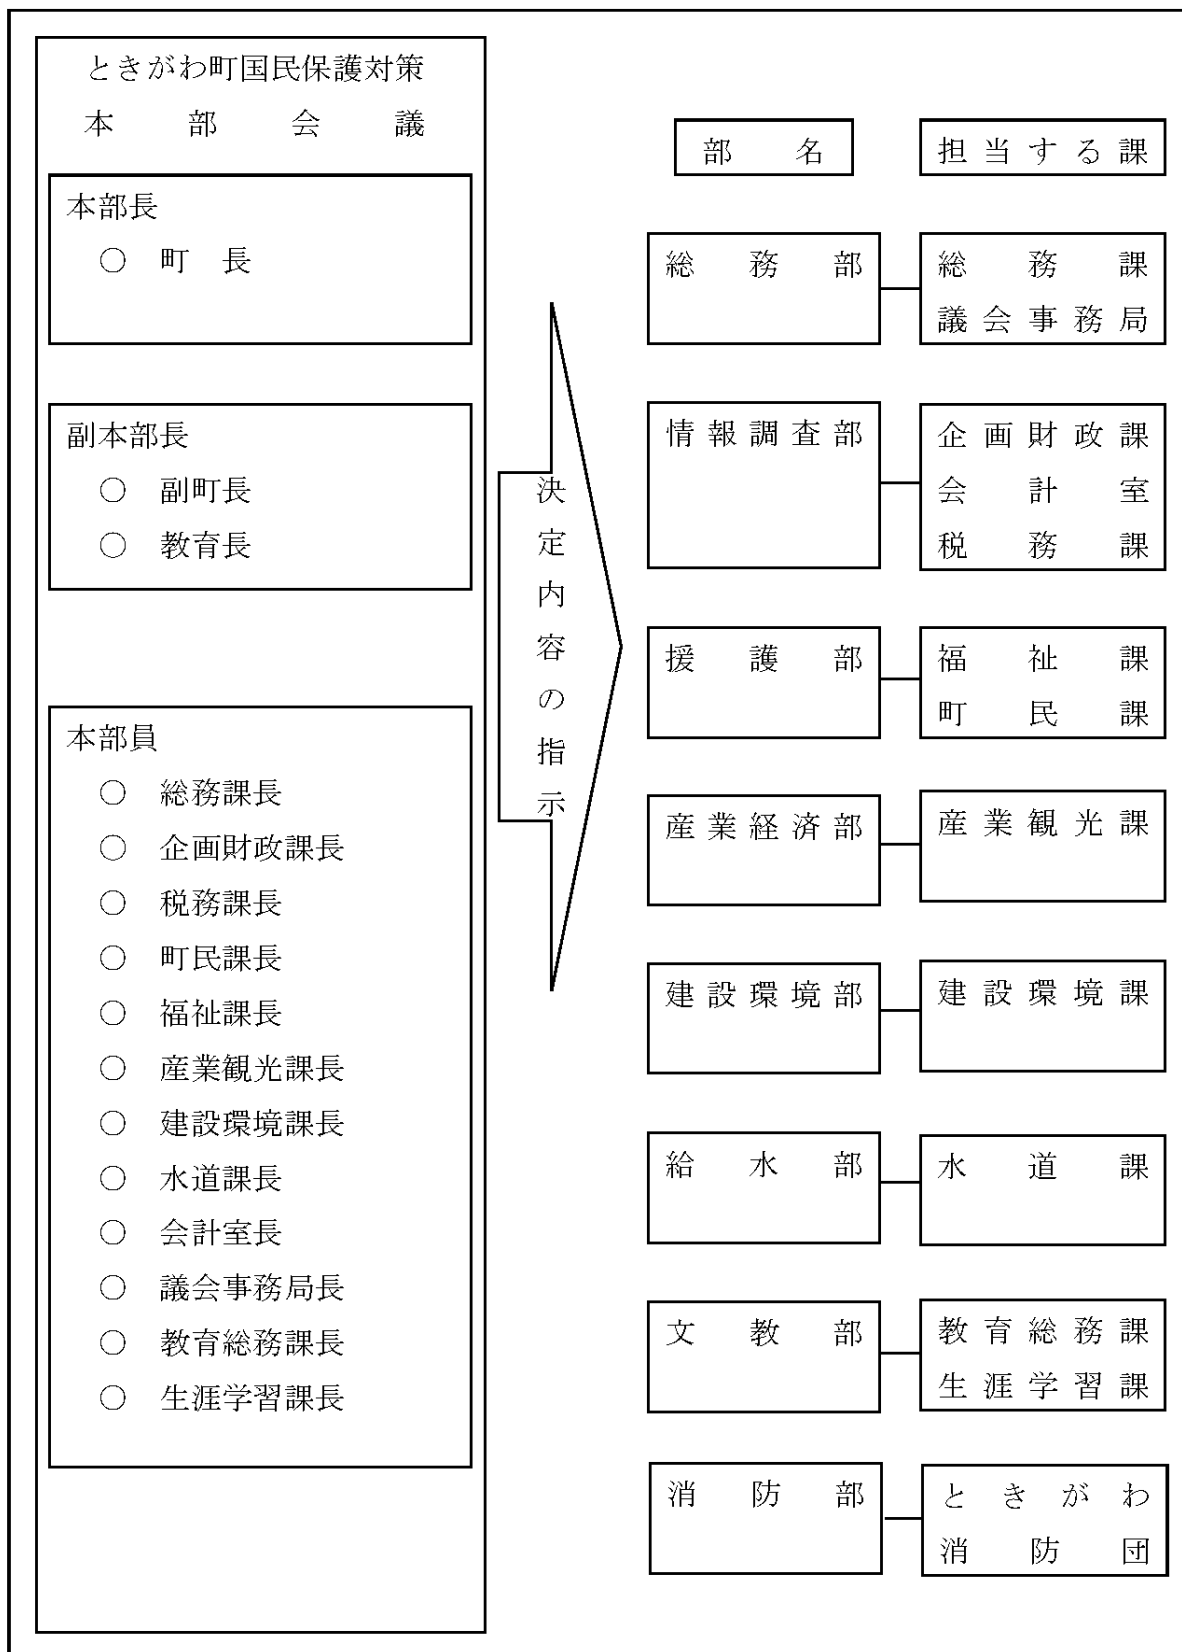 ときがわ町国民保護対策
本部会議
本部長
○ 町長
副本部長
○ 副町長
○ 教育長
本部員
○ 総務課長
○ 企画財政課長
○ 税務課長
○ 町民課長
○ 福祉課長
○ 産業観光課長
○ 建設環境課長
○ 水道課長
○ 会計室長
○ 議会事務局長
○ 教育総務課長
○ 生涯学習課長
決定内容の指示
部名
担当する課
総務部
総務課
議会事務局
情報調査部
企画財政課
会計室
税務課
援護部
福祉課
町民課
産業経済部
産業観光課
建設環境部
建設環境課
給水部
水道課
文教部
教育総務課
生涯学習課
消防部
ときがわ
消防団